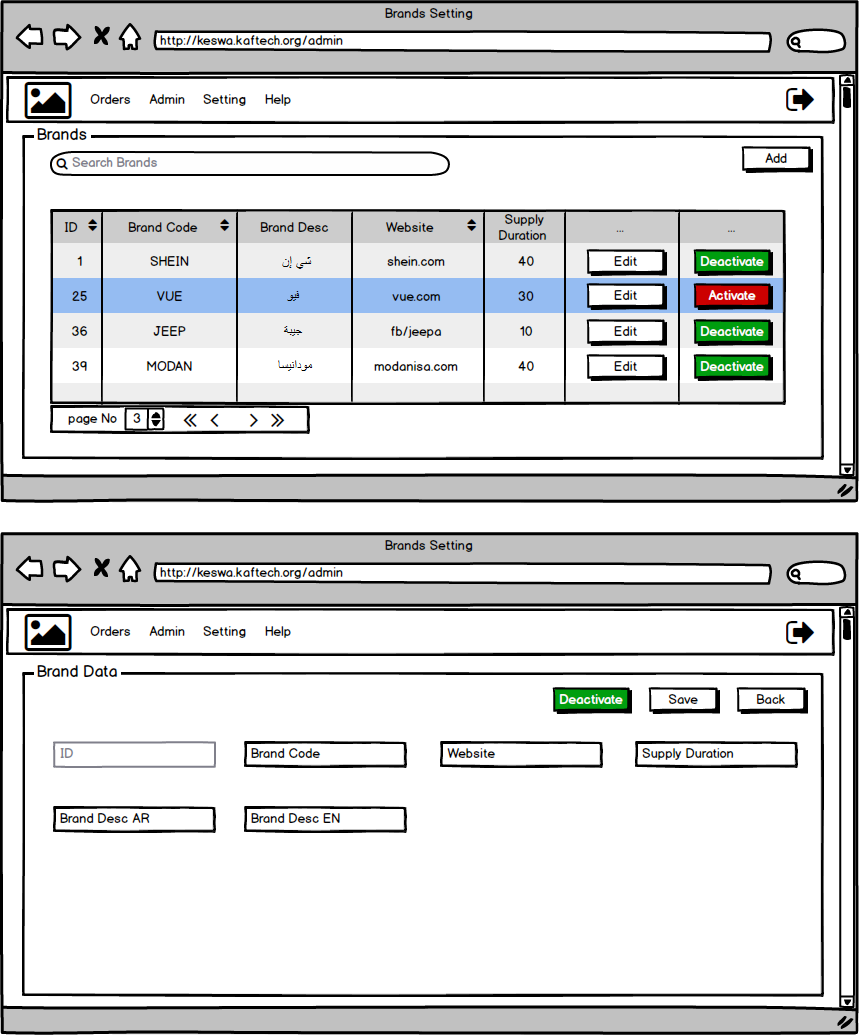 Brands Setting
http://keswa.kaftech.org/admin
Orders Admin Setting Help
Brands
Search Brands
Add
ID Brand Code Brand Desc Website Supply Duration ... ...
1 SHEIN شي إن shein.com 40 Edit Deactivate
25 VUE فيو vue.com 30 Edit Activate
36 JEEP جيبة fb/jeepa 10 Edit Deactivate
39 MODAN مودانيسا modanisa.com 40 Edit Deactivate
page No 3
Brands Setting
http://keswa.kaftech.org/admin
Orders Admin Setting Help
Brand Data
Deactivate Save Back
ID Brand Code Website Supply Duration
Brand Desc AR Brand Desc EN